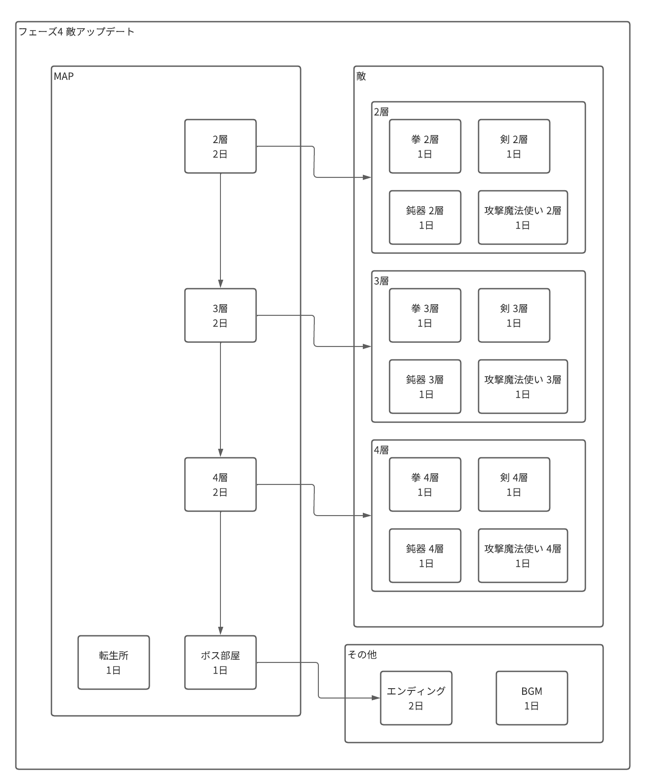 フェーズ4 敵アップデート
MAP
2層
2日
3層
2日
4層
2日
転生所
1日
ボス部屋
1日
敵
2層
拳 2層
1日
剣 2層
1日
鈍器 2層
1日
攻撃魔法使い 2層
1日
3層
拳 3層
1日
剣 3層
1日
鈍器 3層
1日
攻撃魔法使い 3層
1日
4層
拳 4層
1日
剣 4層
1日
鈍器 4層
1日
攻撃魔法使い 4層
1日
その他
エンディング
2日
BGM
1日